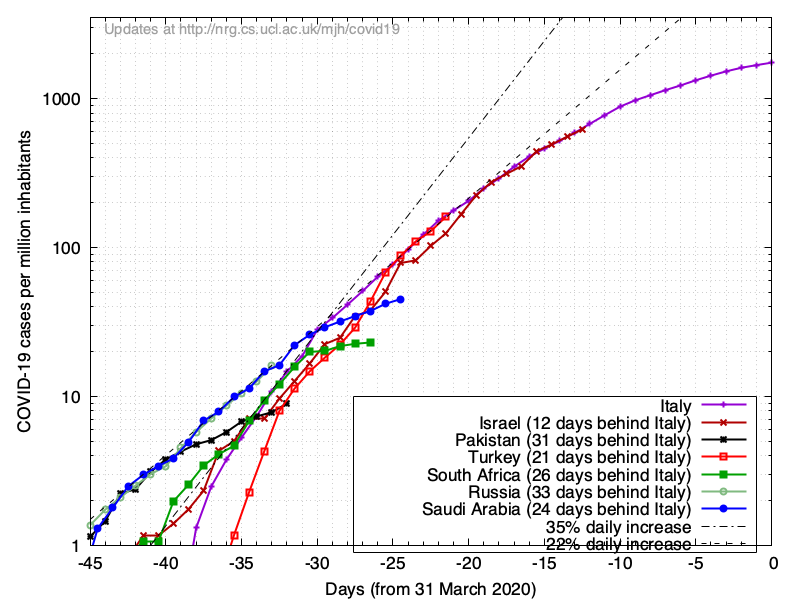 Updates at http://nrg.cs.ucl.ac.uk/mjh/covid19
COVID-19 cases per million inhabitants
1000
100
10
1
Italy
Israel (12 days behind Italy)
Pakistan (31 days behind Italy)
Turkey (21 days behind Italy)
South Africa (26 days behind Italy)
Russia (33 days behind Italy)
Saudi Arabia (24 days behind Italy)
35% daily increase
22% daily increase
-45 -40 -35 -30 -25 -20 -15 -10 -5 0
Days (from 31 March 2020)